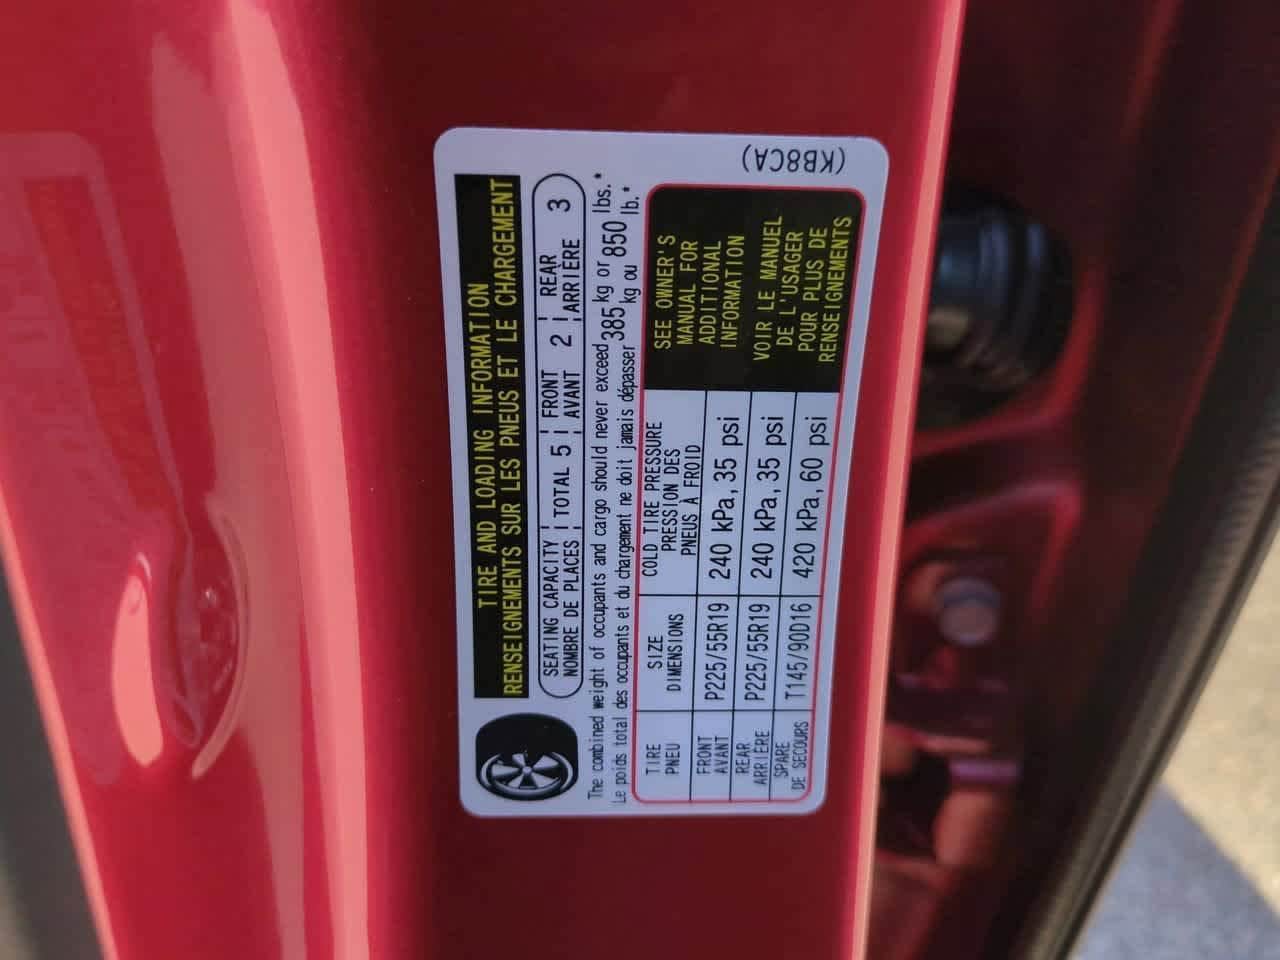 TIRE AND LOADING INFORMATION
RENSEIGNEMENTS SUR LES PNEUS ET LE CHARGEMENT
SEATING CAPACITY
NOMBRE DE PLACES
TOTAL 5
FRONT
AVANT
2
REAR
ARRIÈRE
3
The combined weight of occupants and cargo should never exceed 385 kg or 850 lbs.*
Le poids total des occupants et du chargement ne doit jamais dépasser 385 kg ou 850 lb.*
TIRE
PNEU
SIZE
DIMENSIONS
COLD TIRE PRESSURE
PRESSION DES
PNEUS À FROID
FRONT
AVANT
P225/55R19
240 kPa, 35 psi
REAR
ARRIÈRE
P225/55R19
240 kPa, 35 psi
SPARE
DE SECOURS
T145/90D16
420 kPa, 60 psi
SEE OWNER'S
MANUAL FOR
ADDITIONAL
INFORMATION
VOIR LE MANUEL
DE L'USAGER
POUR PLUS DE
RENSEIGNEMENTS
(KB8CA)